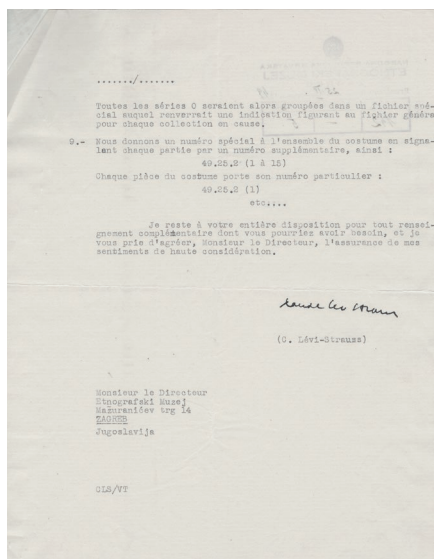 ....../.......
Toutes les séries 0 seraient alors groupées dans un fichier spé-
cial auquel renverrait une indication figurant au fichier généra
pour chaque collection en cause.
9.- Nous donnons un numéro spécial à l'ensemble du costume en signa-
lant chaque partie par un numéro supplémentaire, ainsi :
49.25.2 (1 à 15)
Chaque pièce du costume porte son numéro particulier :
49.25.2 (1)
etc....
Je reste à votre entière disposition pour tout rensei-
gnement complémentaire dont vous pourriez avoir besoin, et je
vous prie d'agréer, Monsieur le Directeur, l'assurance de mes
sentiments de haute considération.
Claude Lévi-Strauss
(C. Lévi-Strauss)
Monsieur le Directeur
Etnografski Muzej
Mažuranićev trg 14
ZAGREB
Jugoslavija
CLS/VT